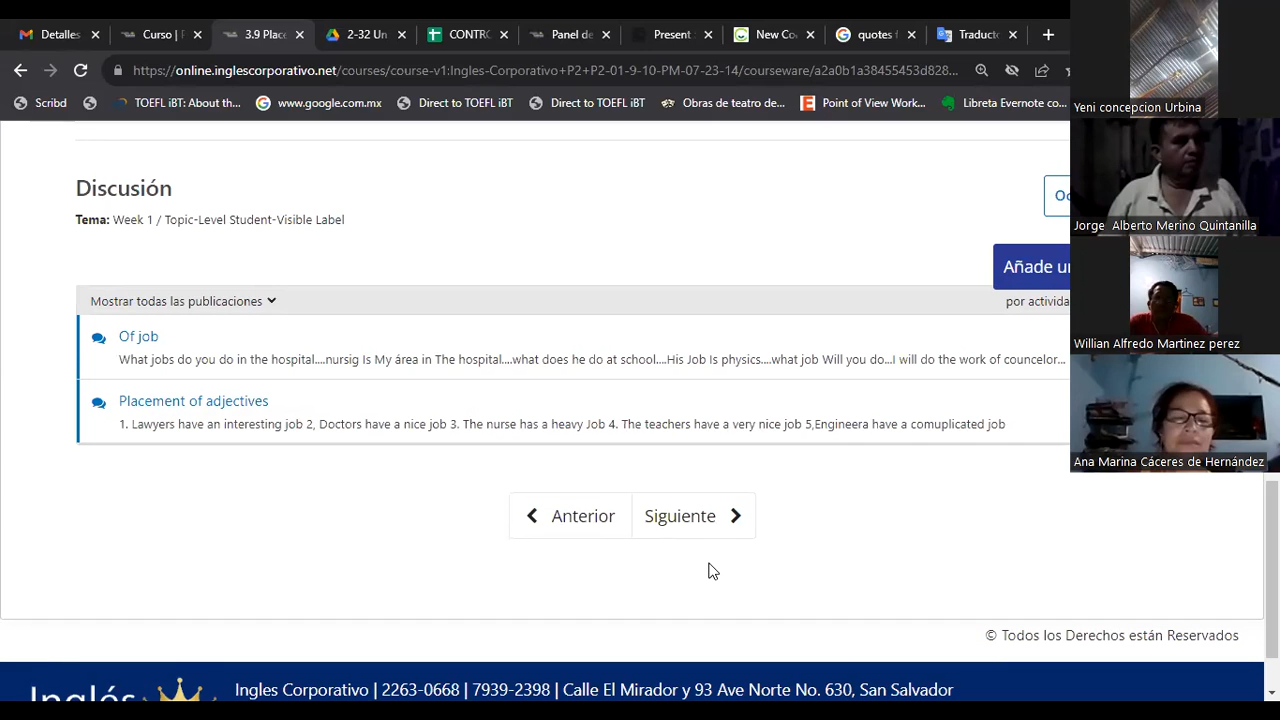 Detalles
Curso |
3.9 Place
2-32 Un
CONTRO
Panel de
Present
New Co
quotes f
Traducto
https://online.inglescorporativo.net/courses/course-v1:Ingles-Corporativo+P2+P2-01-9-10-PM-07-23-14/courseware/a2a0b1a38455453d828...
Scribd
TOEFL iBT: About th...
www.google.com.mx
Direct to TOEFL iBT
Direct to TOEFL iBT
Obras de teatro de...
Point of View Work...
Libreta Evernote co...
Yeni concepcion Urbina
Jorge Alberto Merino Quintanilla
Willian Alfredo Martinez perez
Ana Marina Cáceres de Hernández
Discusión
Tema: Week 1 / Topic-Level Student-Visible Label
Añade un
Mostrar todas las publicaciones
por activida
Of job
What jobs do you do in the hospital....nursig Is My área in The hospital....what does he do at school....His Job Is physics....what job Will you do...I will do the work of councelor...
Placement of adjectives
1. Lawyers have an interesting job 2, Doctors have a nice job 3. The nurse has a heavy Job 4. The teachers have a very nice job 5,Engineera have a comuplicated job
Anterior
Siguiente
© Todos los Derechos están Reservados
Inglés
Ingles Corporativo | 2263-0668 | 7939-2398 | Calle El Mirador y 93 Ave Norte No. 630, San Salvador